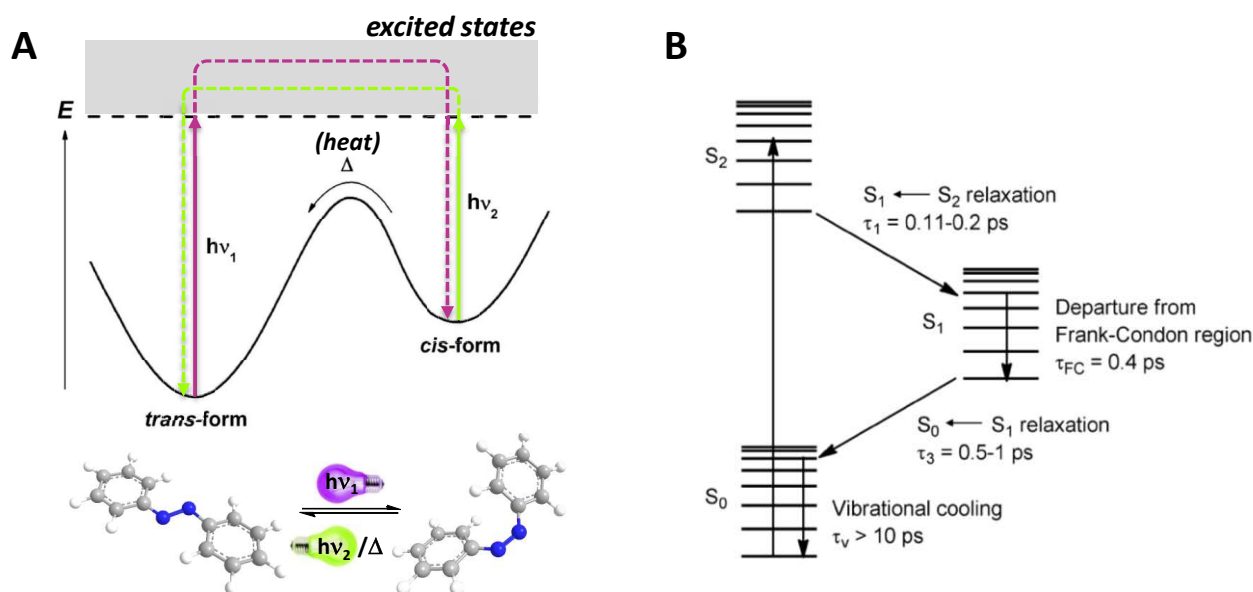 A
excited states
E
(heat)
Δ
hν1
hν2
cis-form
trans-form
hν1
hν2 /Δ
B
S2
S1 ← S2 relaxation
τ1 = 0.11-0.2 ps
S1
Departure from
Frank-Condon region
τFC = 0.4 ps
S0 ← S1 relaxation
τ3 = 0.5-1 ps
S0
Vibrational cooling
τv > 10 ps